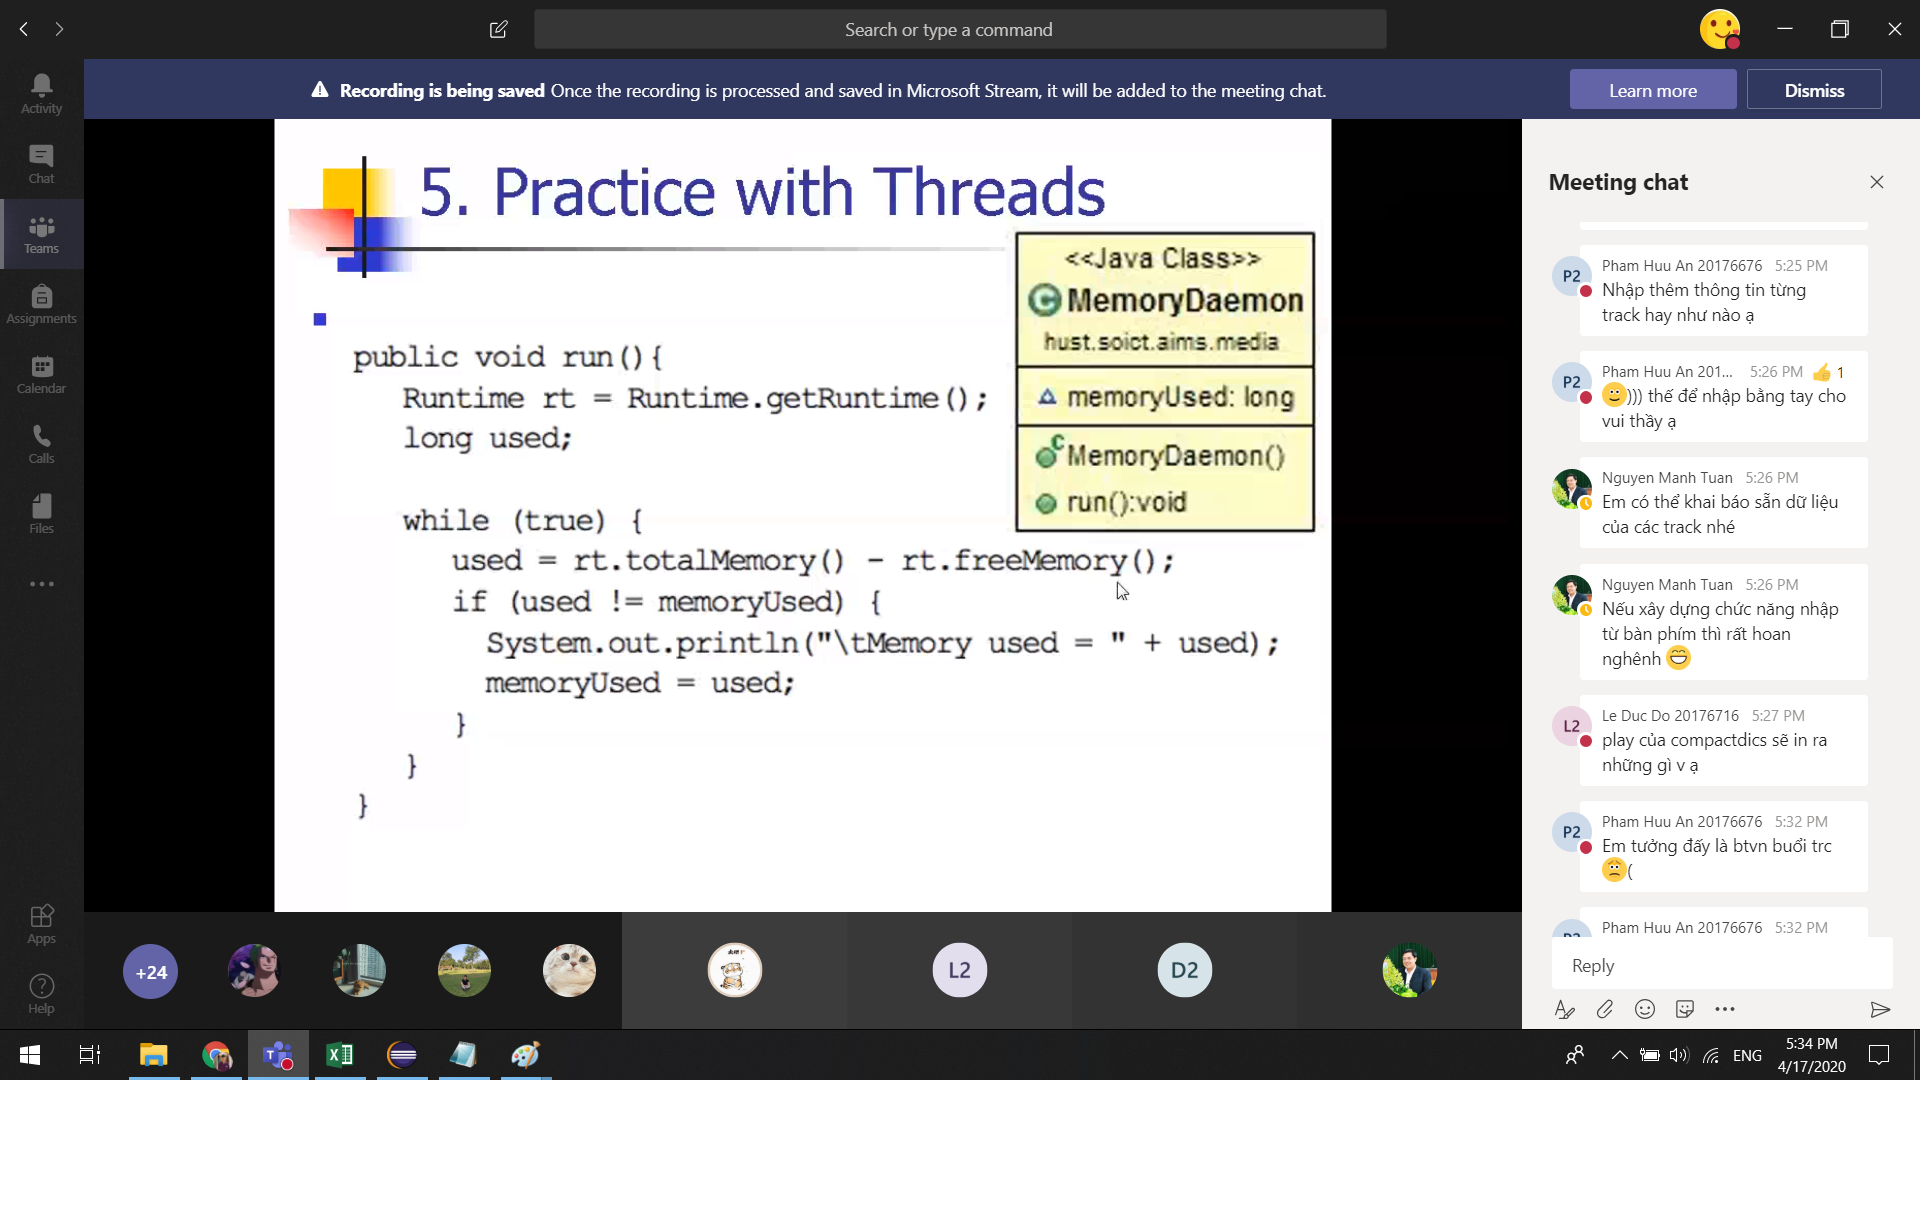 Search or type a command
Recording is being saved Once the recording is processed and saved in Microsoft Stream, it will be added to the meeting chat.
Learn more
Dismiss
Activity
Chat
Teams
Assignments
Calendar
Calls
Files
Apps
Help
5. Practice with Threads
<<Java Class>>
MemoryDaemon
hust.soict.aims.media
memoryUsed: long
MemoryDaemon()
run():void
public void run(){
Runtime rt = Runtime.getRuntime();
long used;
while (true) {
used = rt.totalMemory() - rt.freeMemory();
if (used != memoryUsed) {
System.out.println("\tMemory used = " + used);
memoryUsed = used;
}
}
}
+24
L2
D2
Meeting chat
P2
Pham Huu An 20176676 5:25 PM
Nhập thêm thông tin từng
track hay như nào ạ
P2
Pham Huu An 201... 5:26 PM 👍 1
🙂))) thế để nhập bằng tay cho
vui thầy ạ
Nguyen Manh Tuan 5:26 PM
Em có thể khai báo sẵn dữ liệu
của các track nhé
Nguyen Manh Tuan 5:26 PM
Nếu xây dựng chức năng nhập
từ bàn phím thì rất hoan
nghênh 😄
L2
Le Duc Do 20176716 5:27 PM
play của compactdics sẽ in ra
những gì v ạ
P2
Pham Huu An 20176676 5:32 PM
Em tưởng đấy là btvn buổi trc
🙁(
P2
Pham Huu An 20176676 5:32 PM
Reply
ENG
5:34 PM
4/17/2020